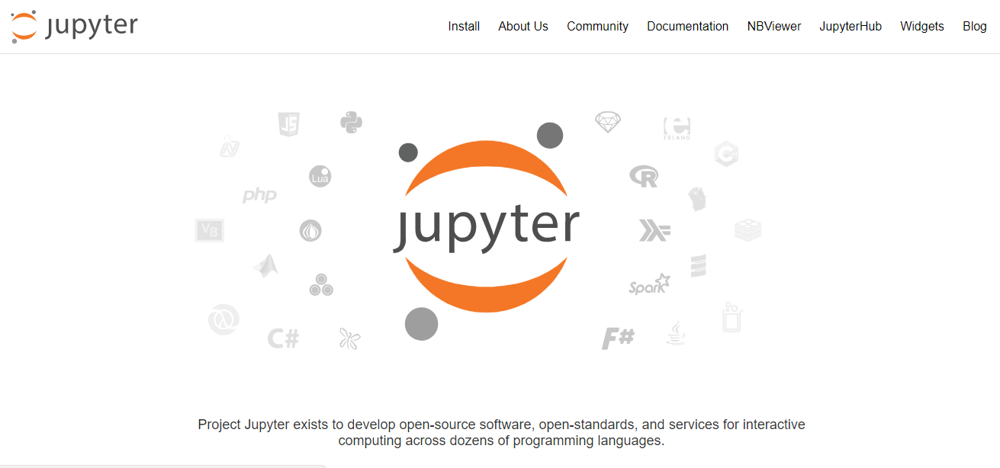 jupyter
Install About Us Community Documentation NBViewer JupyterHub Widgets Blog
JS
ERLANG
Lua
R
php
jupyter
VB
Spark
C#
F#
Project Jupyter exists to develop open-source software, open-standards, and services for interactive
computing across dozens of programming languages.